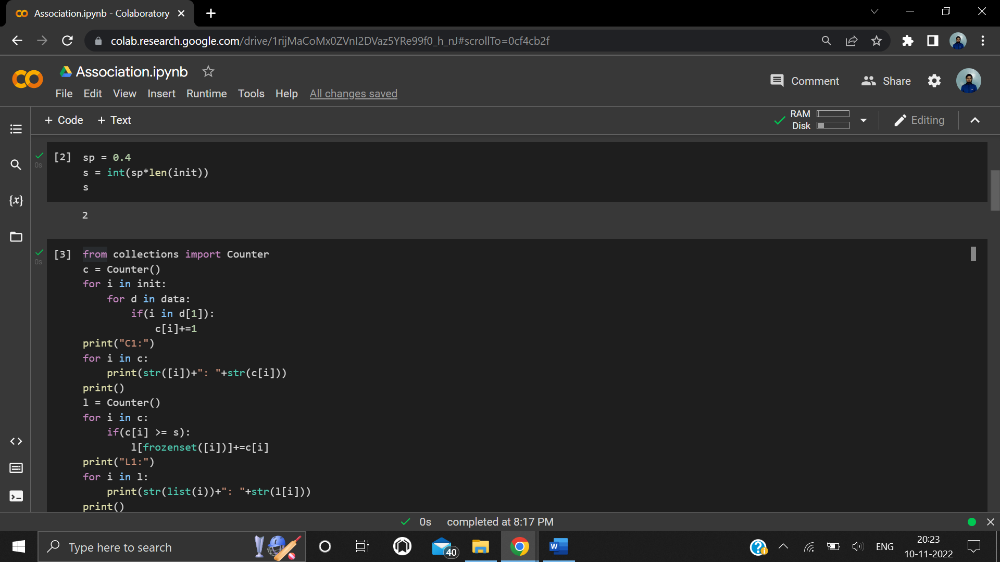 Association.ipynb - Colaboratory
colab.research.google.com/drive/1rijMaCoMx0ZVnI2DVaz5YRe99f0_h_nJ#scrollTo=0cf4cb2f
Association.ipynb
Comment
Share
File Edit View Insert Runtime Tools Help All changes saved
+ Code + Text
RAM
Disk
Editing
[2] sp = 0.4
0s
s = int(sp*len(init))
s
2
[3] from collections import Counter
0s
c = Counter()
for i in init:
    for d in data:
        if(i in d[1]):
            c[i]+=1
print("C1:")
for i in c:
    print(str([i])+": "+str(c[i]))
print()
l = Counter()
for i in c:
    if(c[i] >= s):
        l[frozenset([i])]+=c[i]
print("L1:")
for i in l:
    print(str(list(i))+": "+str(l[i]))
print()
0s completed at 8:17 PM
Type here to search
40
W
ENG
20:23
10-11-2022